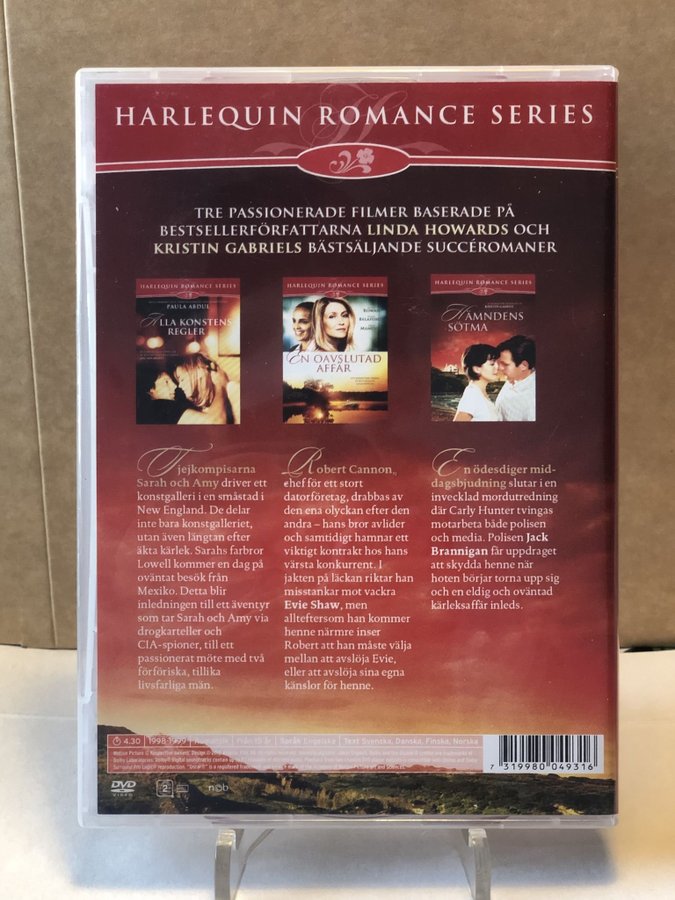 HARLEQUIN ROMANCE SERIES
TRE PASSIONERADE FILMER BASERADE PÅ
BESTSELLERFÖRFATTARNA LINDA HOWARDS OCH
KRISTIN GABRIELS BÄSTSÄLJANDE SUCCÉROMANER
HARLEQUIN ROMANCE SERIES
PAULA ABDUL
ALLA KONSTENS
REGLER
HARLEQUIN ROMANCE SERIES
EN OAVSLUTAD
AFFÄR
HARLEQUIN ROMANCE SERIES
HÄMNDENS
SÖTMA
Tjejkompisarna
Sarah och Amy driver ett
konstgalleri i en småstad i
New England. De delar
inte bara konstgalleriet,
utan även längtan efter
äkta kärlek. Sarahs farbror
Lowell kommer en dag på
oväntat besök från
Mexiko. Detta blir
inledningen till ett äventyr
som tar Sarah och Amy via
drogkarteller och
CIA-spioner, till ett
passionerat möte med två
förföriska, tillika
livsfarliga män.
Robert Cannon,
chef för ett stort
datorföretag, drabbas av
den ena olyckan efter den
andra – hans bror avlider
och samtidigt hamnar ett
viktigt kontrakt hos hans
värsta konkurrent. I
jakten på läckan riktar han
misstankar mot vackra
Evie Shaw, men
allteftersom han kommer
henne närmre inser
Robert att han måste välja
mellan att avslöja Evie,
eller att avslöja sina egna
känslor för henne.
En ödesdiger mid-
dagsbjudning slutar i en
invecklad mordutredning
där Carly Hunter tvingas
motarbeta både polisen
och media. Polisen Jack
Brannigan får uppdraget
att skydda henne när
hoten börjar torna upp sig
och en eldig och oväntad
kärleksaffär inleds.
4.30 1998-1999 Från 15 år Språk Engelska Text Svenska, Danska, Finska, Norska
7 319980 049316
DVD
VIDEO
2
nob